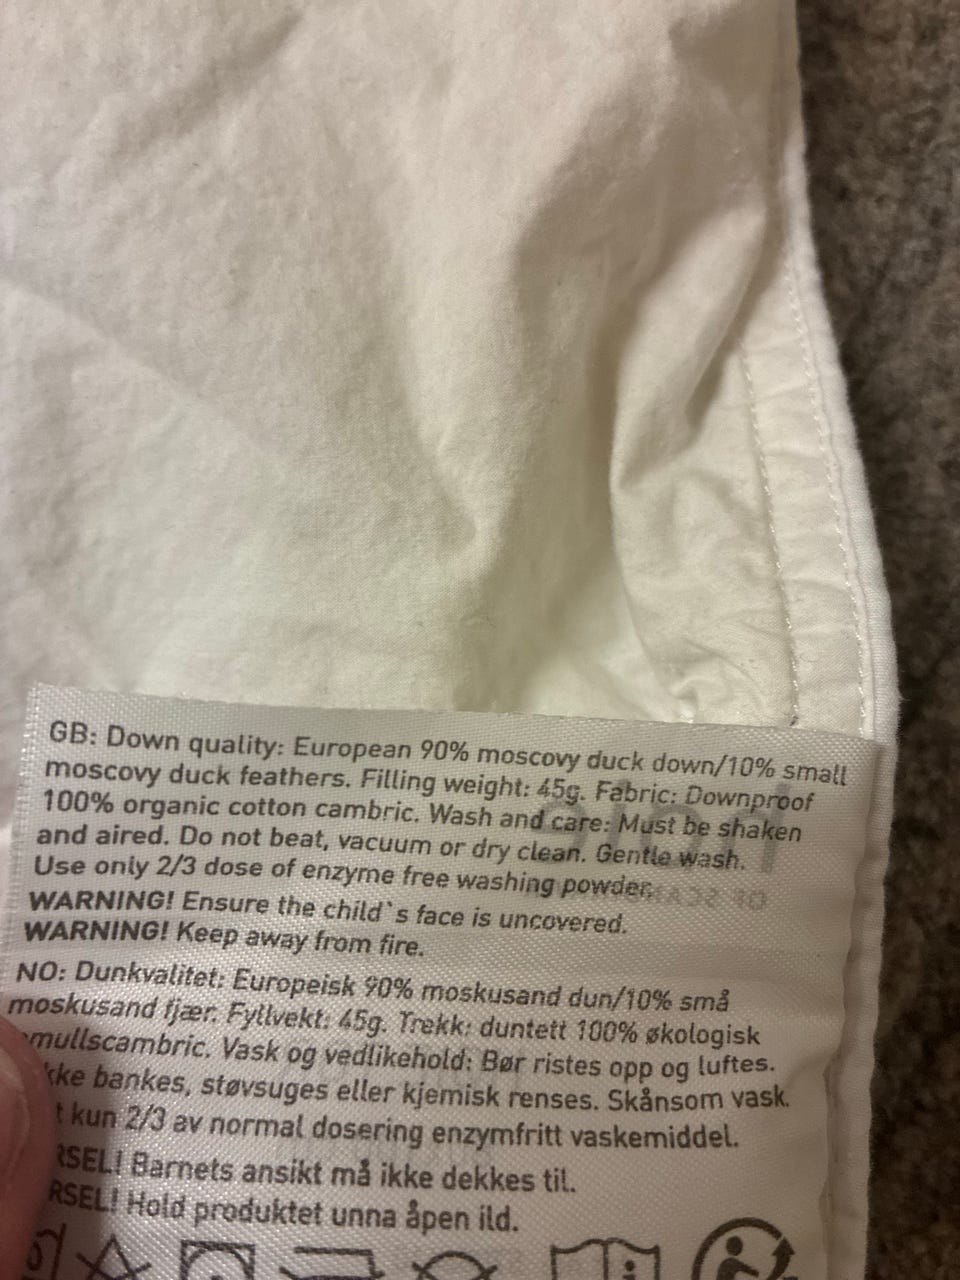 GB: Down quality: European 90% moscovy duck down/10% small
moscovy duck feathers. Filling weight: 45g. Fabric: Downproof
100% organic cotton cambric. Wash and care: Must be shaken
and aired. Do not beat, vacuum or dry clean. Gentle wash.
Use only 2/3 dose of enzyme free washing powder.
WARNING! Ensure the child`s face is uncovered.
WARNING! Keep away from fire.
NO: Dunkvalitet: Europeisk 90% moskusand dun/10% små
moskusand fjær. Fyllvekt: 45g. Trekk: duntett 100% økologisk
mullscambric. Vask og vedlikehold: Bør ristes opp og luftes.
kke bankes, støvsuges eller kjemisk renses. Skånsom vask.
t kun 2/3 av normal dosering enzymfritt vaskemiddel.
RSEL! Barnets ansikt må ikke dekkes til.
RSEL! Hold produktet unna åpen ild.